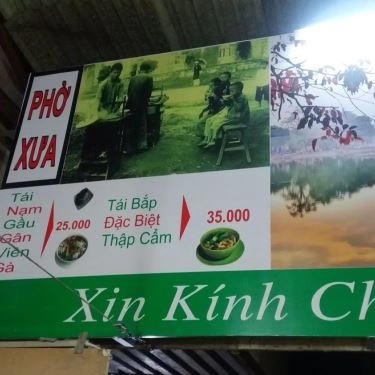 PHỞ
XƯA
Tái
Nạm
Gầu
Gân
Viên
Gà
25.000
Tái Bắp
Đặc Biệt
Thập Cẩm
35.000
Xin Kính Ch